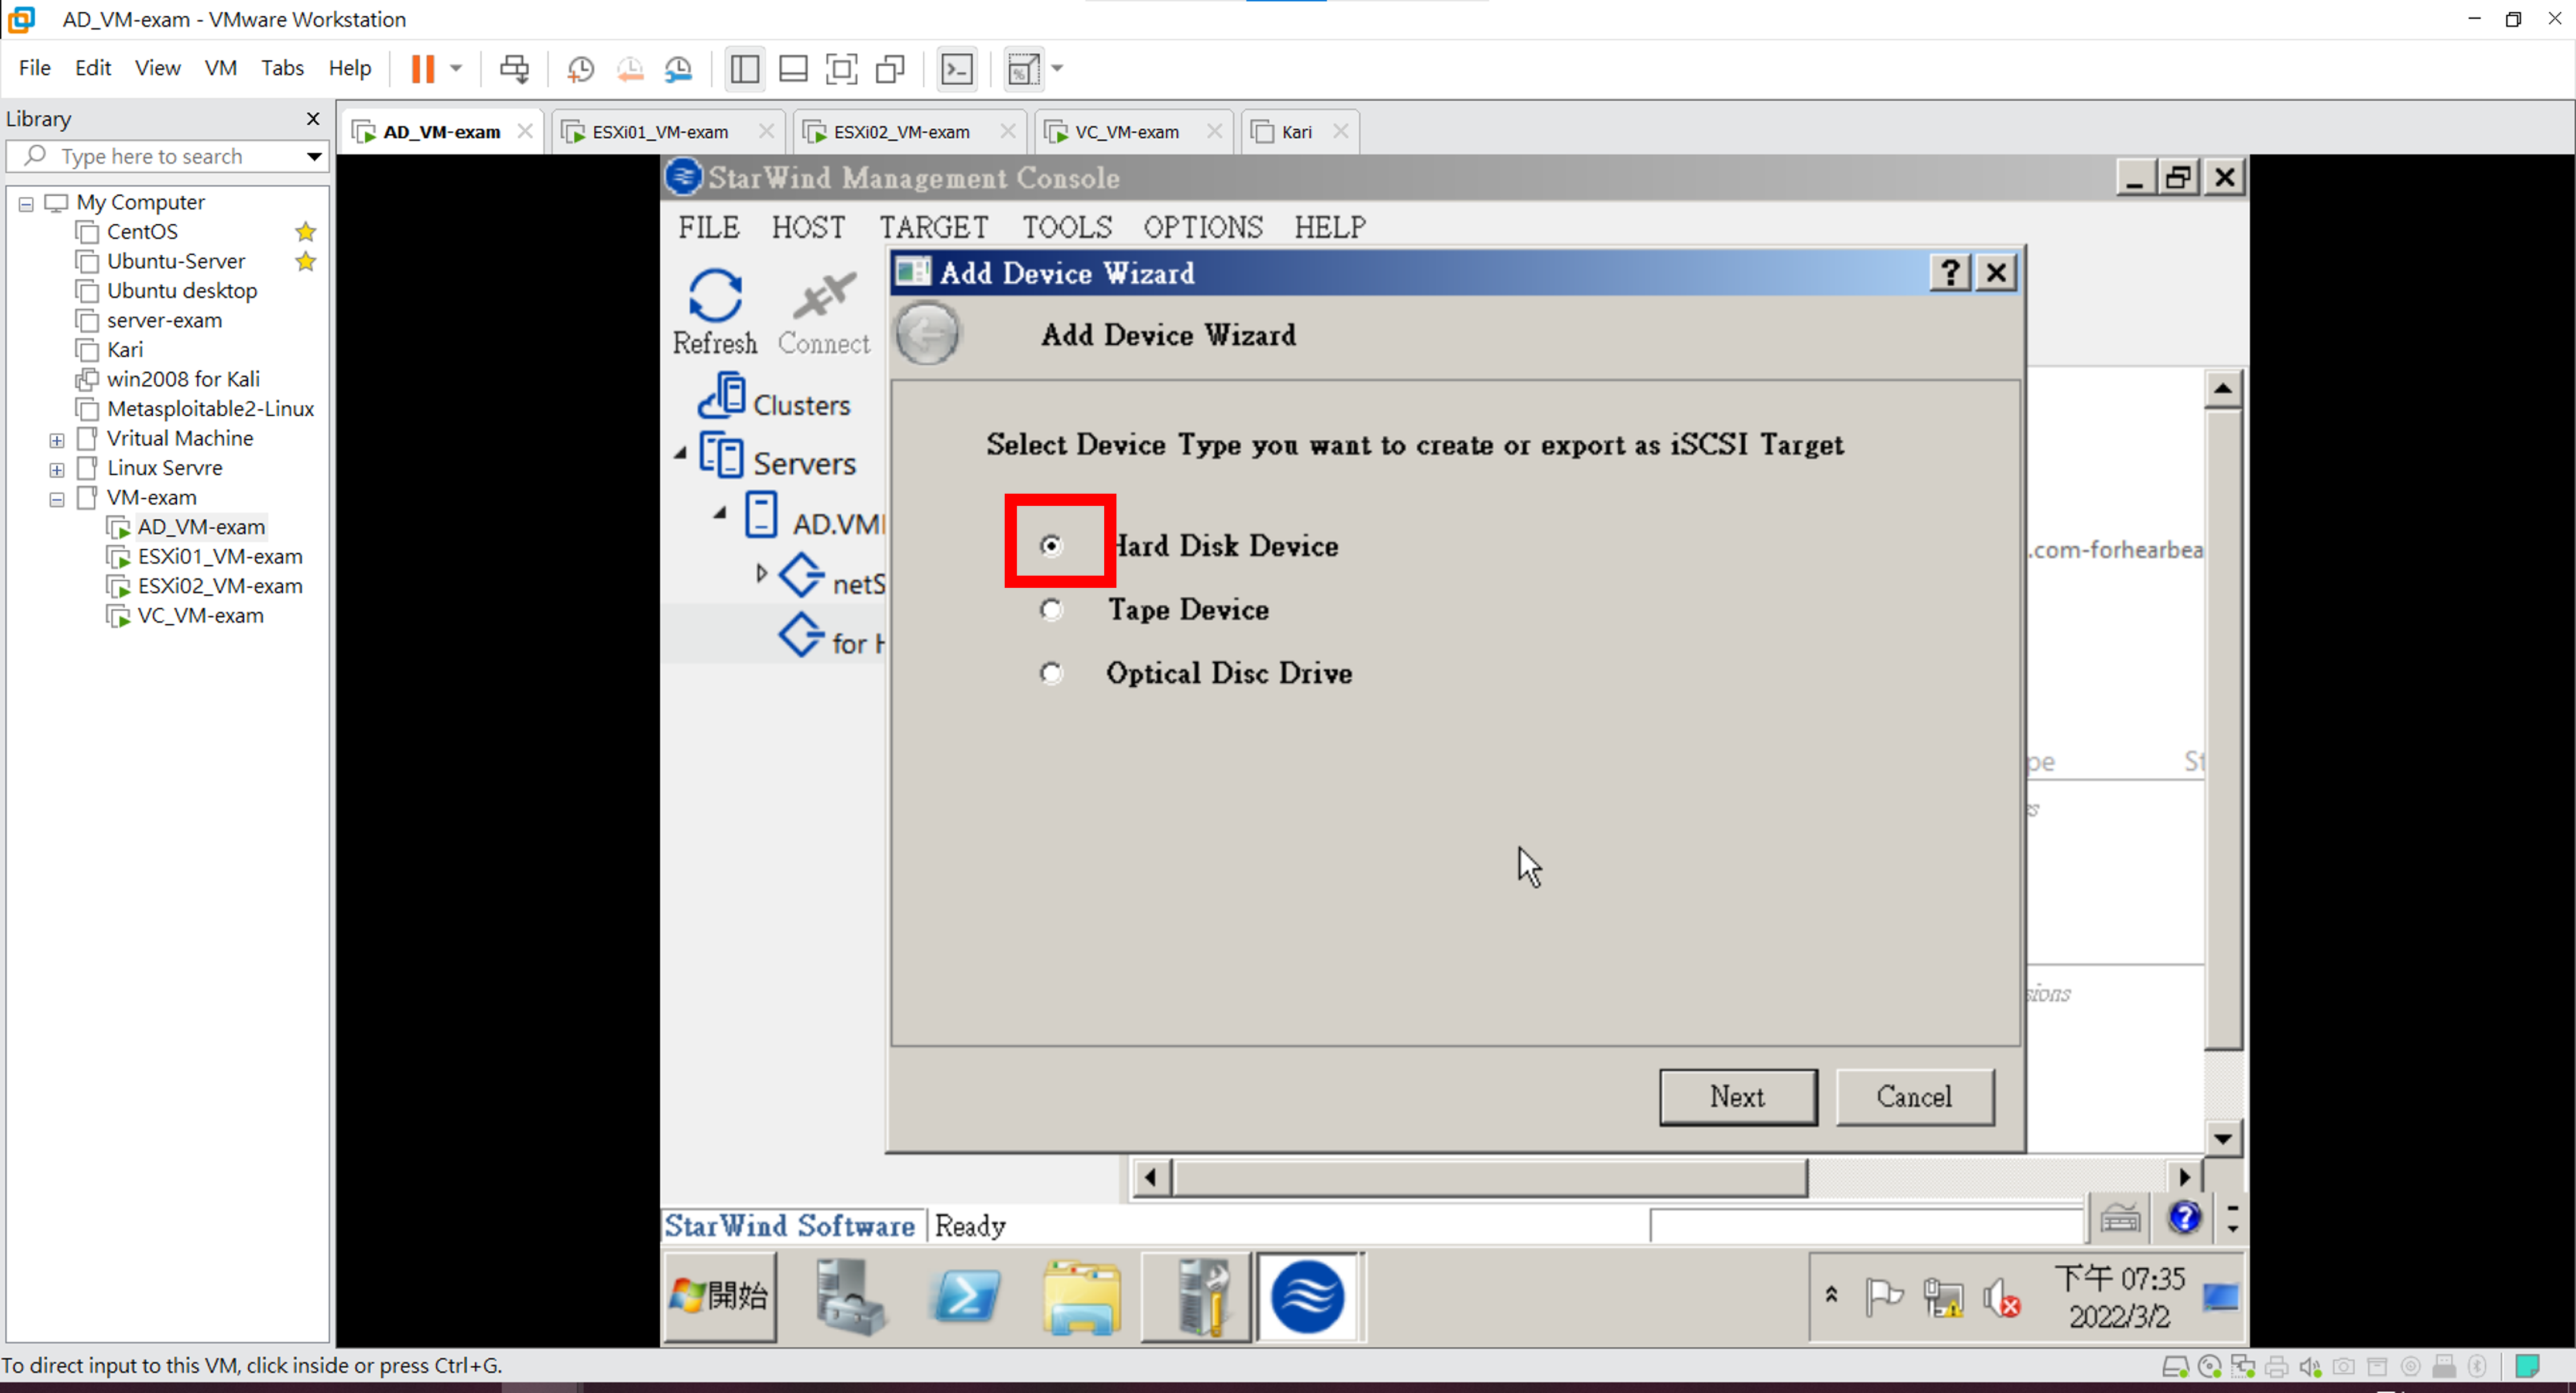 AD_VM-exam - VMware Workstation
File Edit View VM Tabs Help
Library
Type here to search
My Computer
CentOS
Ubuntu-Server
Ubuntu desktop
server-exam
Kari
win2008 for Kali
Metasploitable2-Linux
Vritual Machine
Linux Servre
VM-exam
AD_VM-exam
ESXi01_VM-exam
ESXi02_VM-exam
VC_VM-exam
AD_VM-exam ESXi01_VM-exam ESXi02_VM-exam VC_VM-exam Kari
StarWind Management Console
FILE HOST TARGET TOOLS OPTIONS HELP
Refresh Connect
Clusters
Servers
AD.VM
netS
for H
Add Device Wizard
Add Device Wizard
Select Device Type you want to create or export as iSCSI Target
Hard Disk Device
Tape Device
Optical Disc Drive
.com-forhearbea
pe St
s
sions
Next Cancel
StarWind Software Ready
開始
下午 07:35
2022/3/2
To direct input to this VM, click inside or press Ctrl+G.